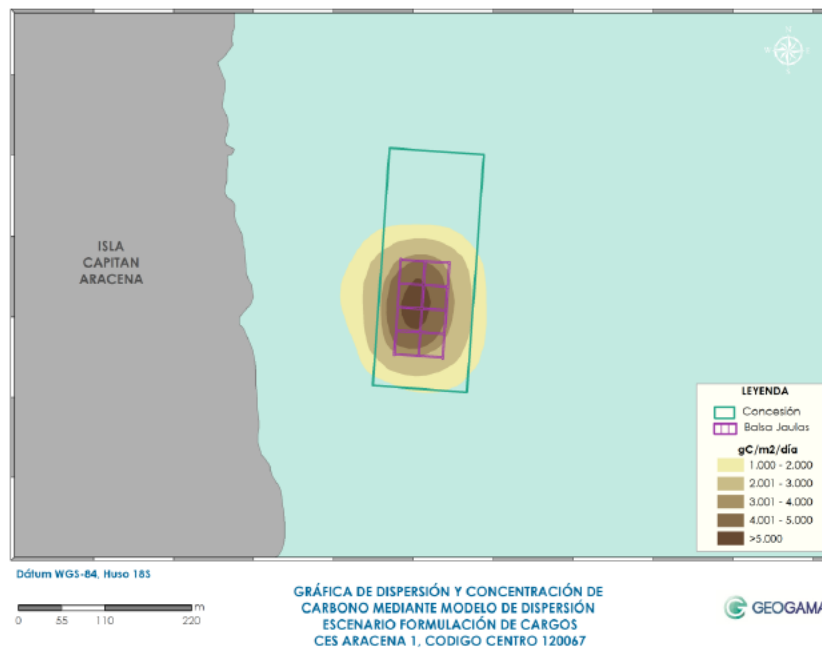 ISLA
CAPITAN
ARACENA
N
LEYENDA
Concesión
Balsa Jaulas
gC/m2/día
1.000 - 2.000
2.001 - 3.000
3.001 - 4.000
4.001 - 5.000
>5.000
Dátum WGS-84, Huso 18S
m
0 55 110 220
GRÁFICA DE DISPERSIÓN Y CONCENTRACIÓN DE
CARBONO MEDIANTE MODELO DE DISPERSIÓN
ESCENARIO FORMULACIÓN DE CARGOS
CES ARACENA 1, CODIGO CENTRO 120067
GEOGAMA